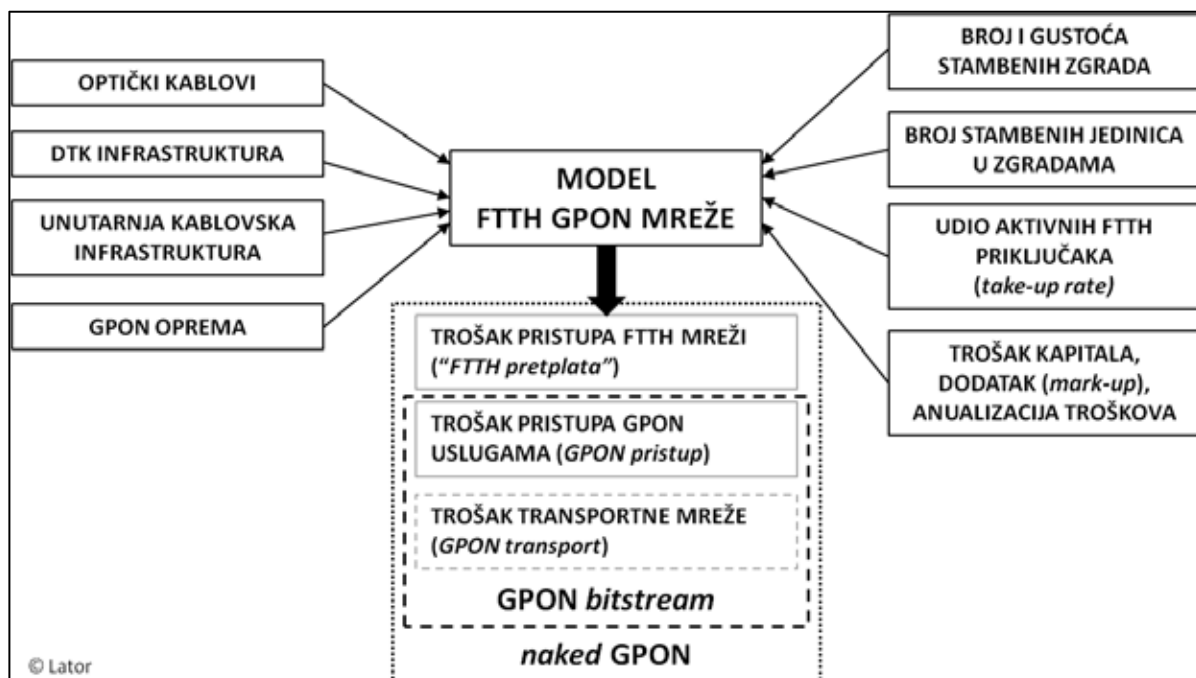 OPTIČKI KABLOVI
DTK INFRASTRUKTURA
UNUTARNJA KABLOVSKA
INFRASTRUKTURA
GPON OPREMA
MODEL
FTTH GPON MREŽE
BROJ I GUSTOĆA
STAMBENIH ZGRADA
BROJ STAMBENIH JEDINICA
U ZGRADAMA
UDIO AKTIVNIH FTTH
PRIKLJUČAKA
(take-up rate)
TROŠAK KAPITALA,
DODATAK (mark-up),
ANUALIZACIJA TROŠKOVA
TROŠAK PRISTUPA FTTH MREŽI
(“FTTH pretplata”)
TROŠAK PRISTUPA GPON
USLUGAMA (GPON pristup)
TROŠAK TRANSPORTNE MREŽE
(GPON transport)
GPON bitstream
naked GPON
© Lator